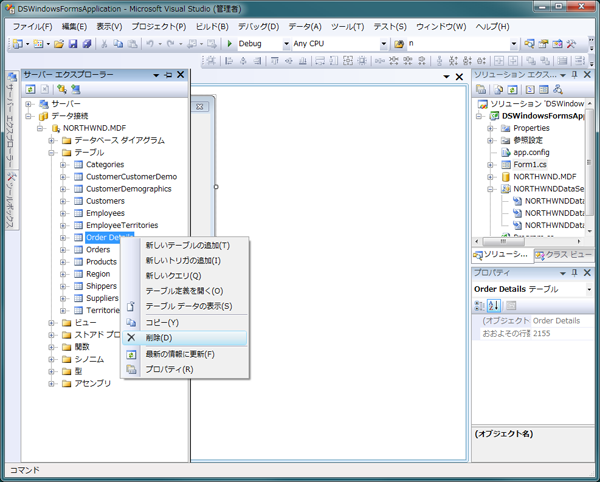 DSWindowsFormsApplication - Microsoft Visual Studio (管理者)
ファイル(F) 編集(E) 表示(V) プロジェクト(P) ビルド(B) デバッグ(D) データ(A) ツール(T) テスト(S) ウィンドウ(W) ヘルプ(H)
Debug Any CPU n
サーバー エクスプローラー
サーバー エクスプローラー
ツールボックス
サーバー
データ接続
NORTHWND.MDF
データベース ダイアグラム
テーブル
Categories
CustomerCustomerDemo
CustomerDemographics
Customers
Employees
EmployeeTerritories
Order Details
Orders
Products
Region
Shippers
Suppliers
Territories
ビュー
ストアド プロ
関数
シノニム
型
アセンブリ
新しいテーブルの追加(T)
新しいトリガの追加(I)
新しいクエリ(Q)
テーブル定義を開く(O)
テーブル データの表示(S)
コピー(Y)
削除(D)
最新の情報に更新(F)
プロパティ(R)
ソリューション エクス...
ソリューション 'DSWindow
DSWindowsFormsApp
Properties
参照設定
app.config
Form1.cs
NORTHWND.MDF
NORTHWNDDataSe
NORTHWNDData
NORTHWNDData
NORTHWNDData
Program.cs
ソリューシ... クラス ビュー
プロパティ
Order Details テーブル
(オブジェクト Order Details
おおよその行数 2155
(オブジェクト名)
コマンド